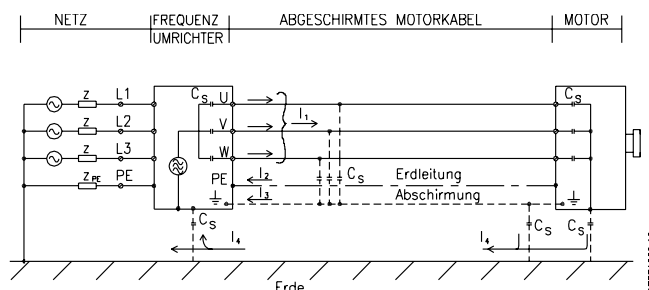 NETZ
FREQUENZ
UMRICHTER
ABGESCHIRMTES MOTORKABEL
MOTOR
Z L1
Cs U
I1
Cs
Z L2
V
Z L3
W
Cs
ZPE PE
PE
I2
Erdleitung
I3
Abschirmung
Cs
I4
I4
Cs
Cs
Erde